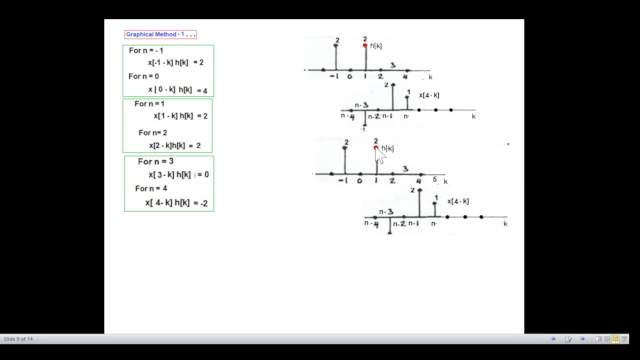 Graphical Method - 1 . . .
For n = - 1
x[-1 - k] h[k] = 2
For n = 0
x [ 0 - k] h[k] = 4
For n = 1
x[1 - k] h[k] = 2
For n= 2
x[2 - k]h[k] = 2
For n = 3
x[ 3- k] h[k] : = 0
For n = 4
x[ 4- k] h[k] = -2
2 2
h[k]
-1 0 1 2 3 4 k
2
1 x[4 - k]
n-4 n-3 n-2 n-1 n k
-1
2 2
h[k]
-1 0 1 2 3 4 5 k
2
1 x[4 - k]
n-4 n-3 n-2 n-1 n k
Slide 9 of 14